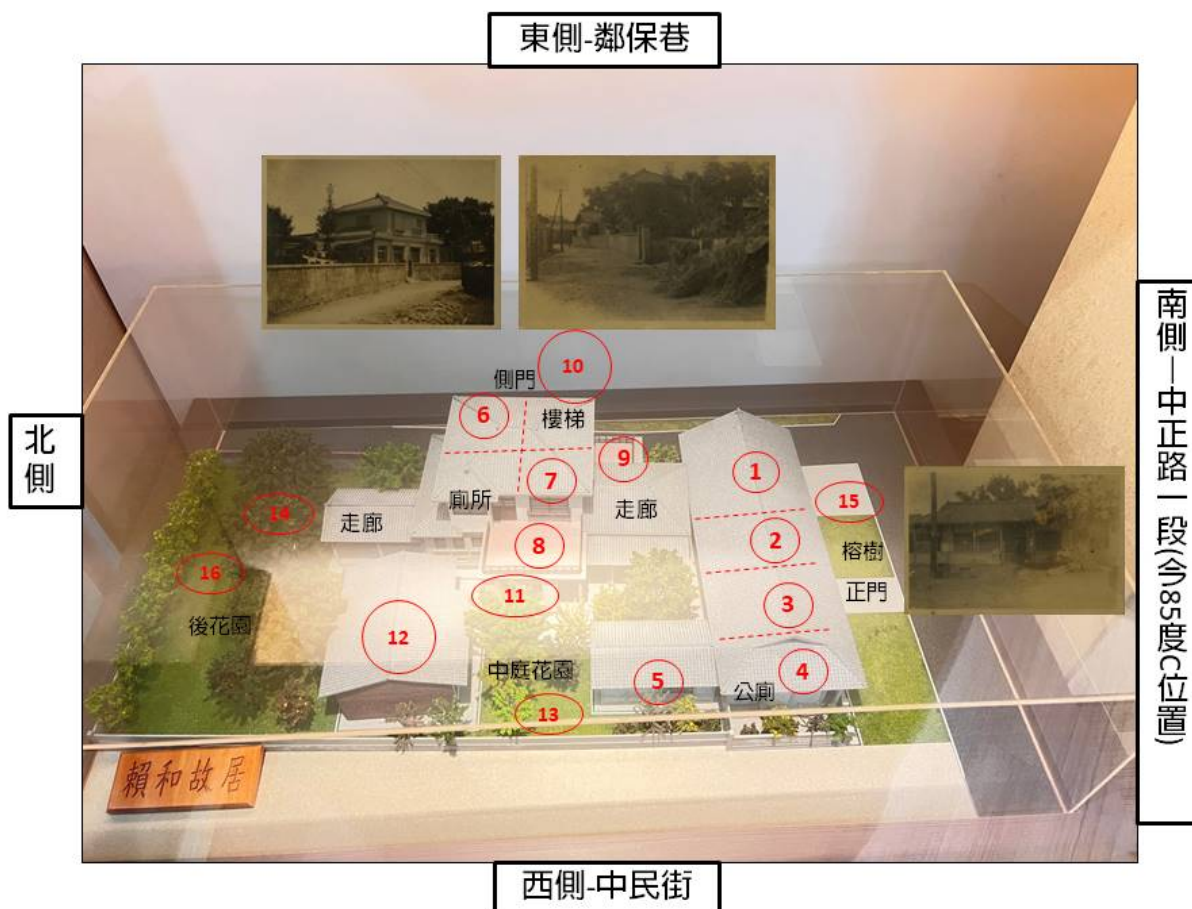 東側-鄰保巷
北側
南側—中正路一段(今85度C位置)
10
側門
6
樓梯
9
1
7
廁所
走廊
15
14
走廊
8
2
榕樹
16
11
3
正門
後花園
12
中庭花園
5
4
公廁
13
賴和故居
西側-中民街